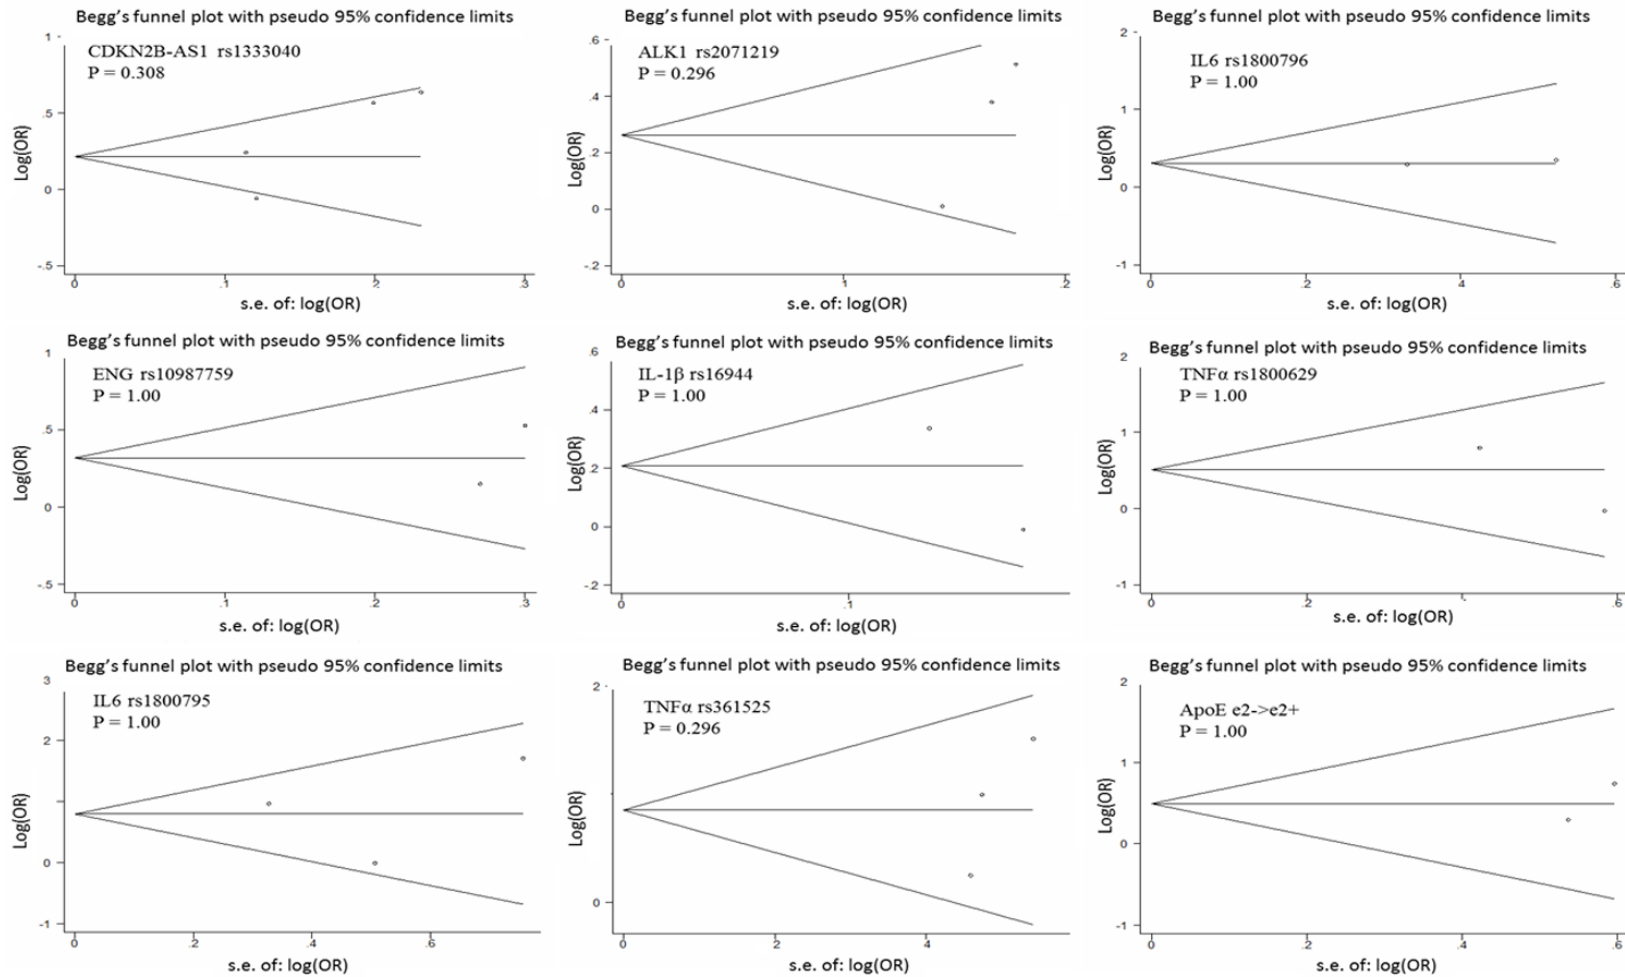 Begg's funnel plot with pseudo 95% confidence limits
CDKN2B-AS1 rs1333040
P = 0.308
Log(OR)
1
.5
0
-.5
0 .1 .2 .3
s.e. of: log(OR)
Begg's funnel plot with pseudo 95% confidence limits
ALK1 rs2071219
P = 0.296
Log(OR)
.6
.4
.2
0
-.2
0 1 .2
s.e. of: log(OR)
Begg's funnel plot with pseudo 95% confidence limits
IL6 rs1800796
P = 1.00
Log(OR)
2
1
0
-1
0 .2 4 .6
s.e. of: log(OR)
Begg's funnel plot with pseudo 95% confidence limits
ENG rs10987759
P = 1.00
Log(OR)
1
.5
0
-.5
0 .1 .2 .3
s.e. of: log(OR)
Begg's funnel plot with pseudo 95% confidence limits
IL-1β rs16944
P = 1.00
Log(OR)
.6
.4
.2
0
-.2
0 .1
s.e. of: log(OR)
Begg's funnel plot with pseudo 95% confidence limits
TNFα rs1800629
P = 1.00
Log(OR)
2
1
0
-1
0 .2 .6
s.e. of: log(OR)
Begg's funnel plot with pseudo 95% confidence limits
IL6 rs1800795
P = 1.00
Log(OR)
3
2
0
-1
0 .2 .4 .6
s.e. of: log(OR)
Begg's funnel plot with pseudo 95% confidence limits
TNFα rs361525
P = 0.296
Log(OR)
2
0
0 2 4
s.e. of: log(OR)
Begg's funnel plot with pseudo 95% confidence limits
ApoE e2->e2+
P = 1.00
Log(OR)
2
1
0
-1
0 .2 .4 .6
s.e. of: log(OR)